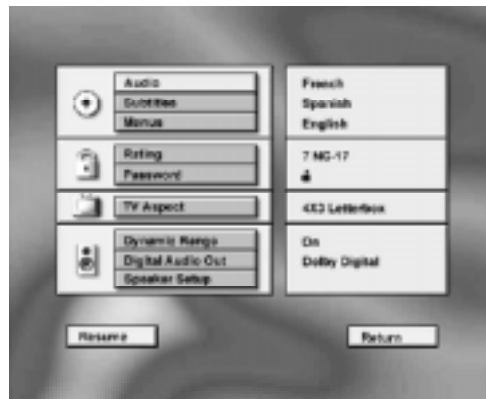 Audio French
Subtitles Spanish
Menus English
Rating 7 NC-17
Password
TV Aspect 4X3 Letterbox
Dynamic Range On
Digital Audio Out Dolby Digital
Speaker Setup
Resume Return